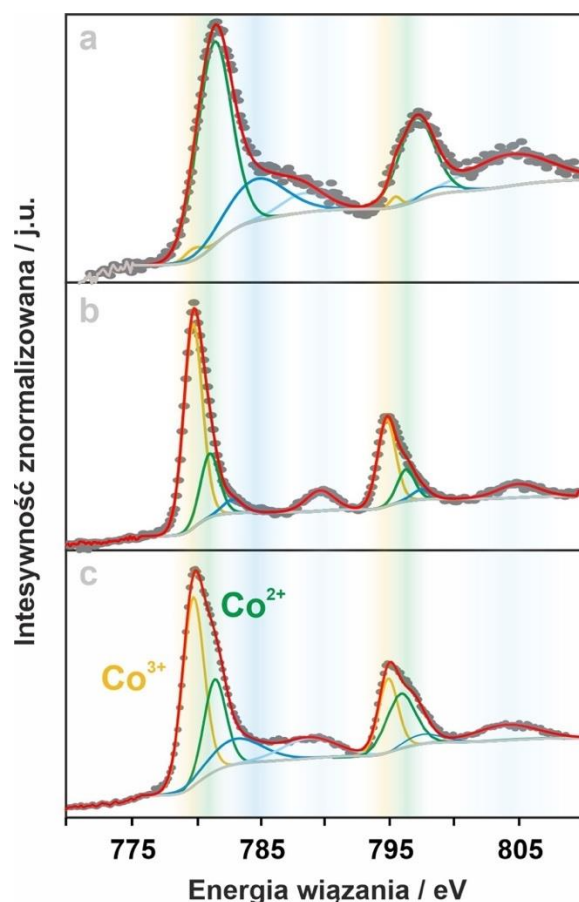 a
b
c
Co2+
Co3+
Intesywność znormalizowana / j.u.
775 785 795 805
Energia wiązania / eV